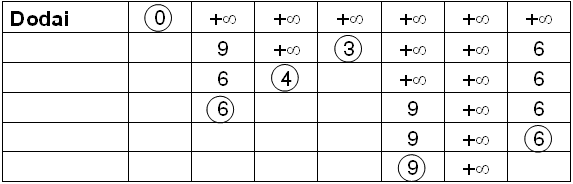 Dodai 0 +∞ +∞ +∞ +∞ +∞ +∞
9 +∞ 3 +∞ +∞ 6
6 4 +∞ +∞ 6
6 9 +∞ 6
9 +∞ 6
9 +∞